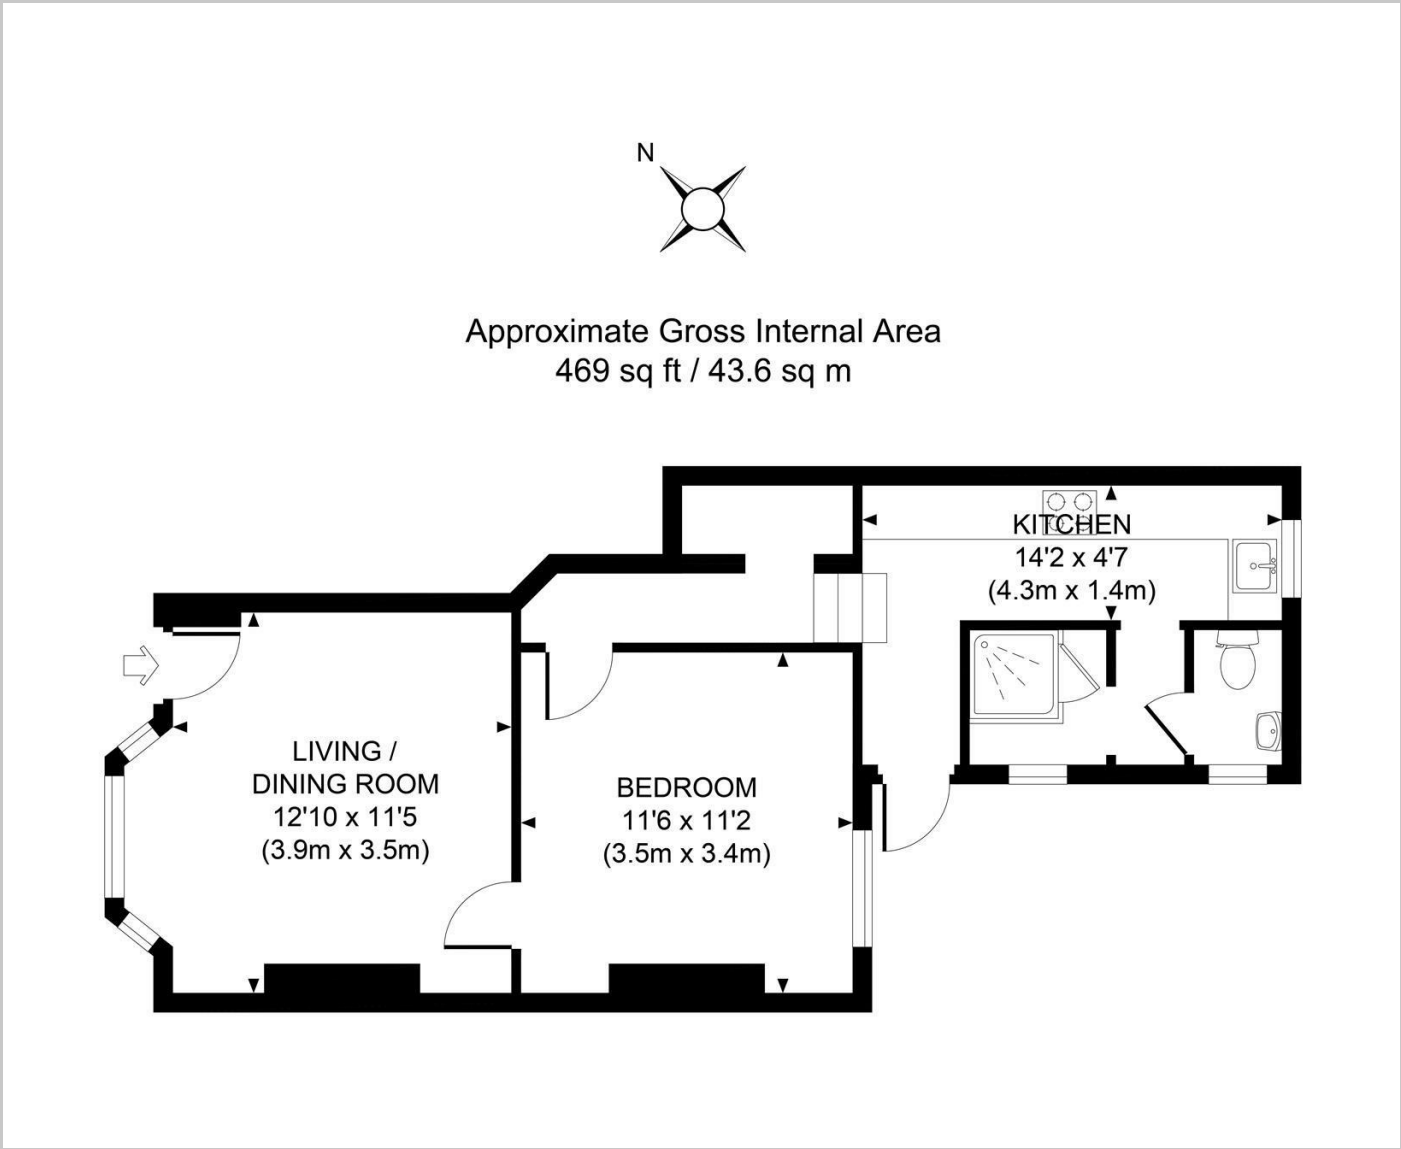 N
Approximate Gross Internal Area
469 sq ft / 43.6 sq m
KITCHEN
14'2 x 4'7
(4.3m x 1.4m)
LIVING /
DINING ROOM
12'10 x 11'5
(3.9m x 3.5m)
BEDROOM
11'6 x 11'2
(3.5m x 3.4m)